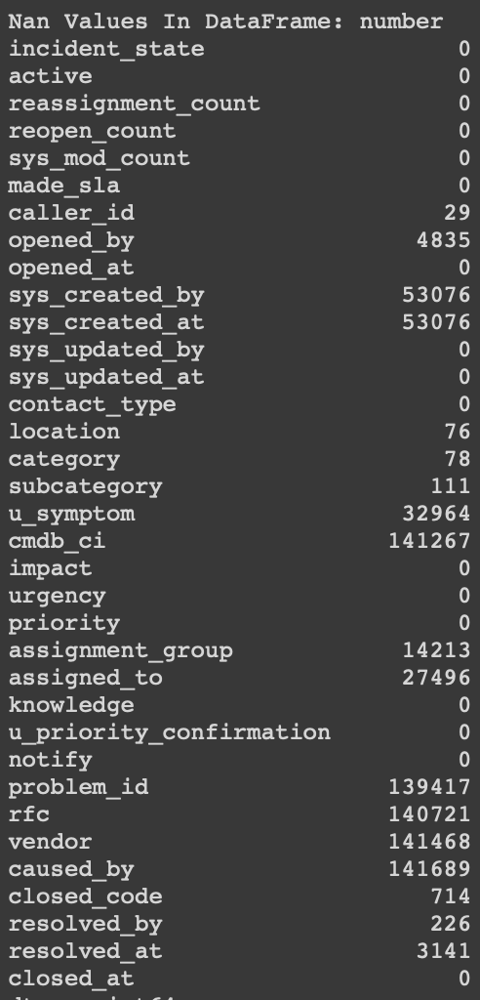 Nan Values In DataFrame: number
incident_state 0
active 0
reassignment_count 0
reopen_count 0
sys_mod_count 0
made_sla 0
caller_id 29
opened_by 4835
opened_at 0
sys_created_by 53076
sys_created_at 53076
sys_updated_by 0
sys_updated_at 0
contact_type 0
location 76
category 78
subcategory 111
u_symptom 32964
cmdb_ci 141267
impact 0
urgency 0
priority 0
assignment_group 14213
assigned_to 27496
knowledge 0
u_priority_confirmation 0
notify 0
problem_id 139417
rfc 140721
vendor 141468
caused_by 141689
closed_code 714
resolved_by 226
resolved_at 3141
closed_at 0